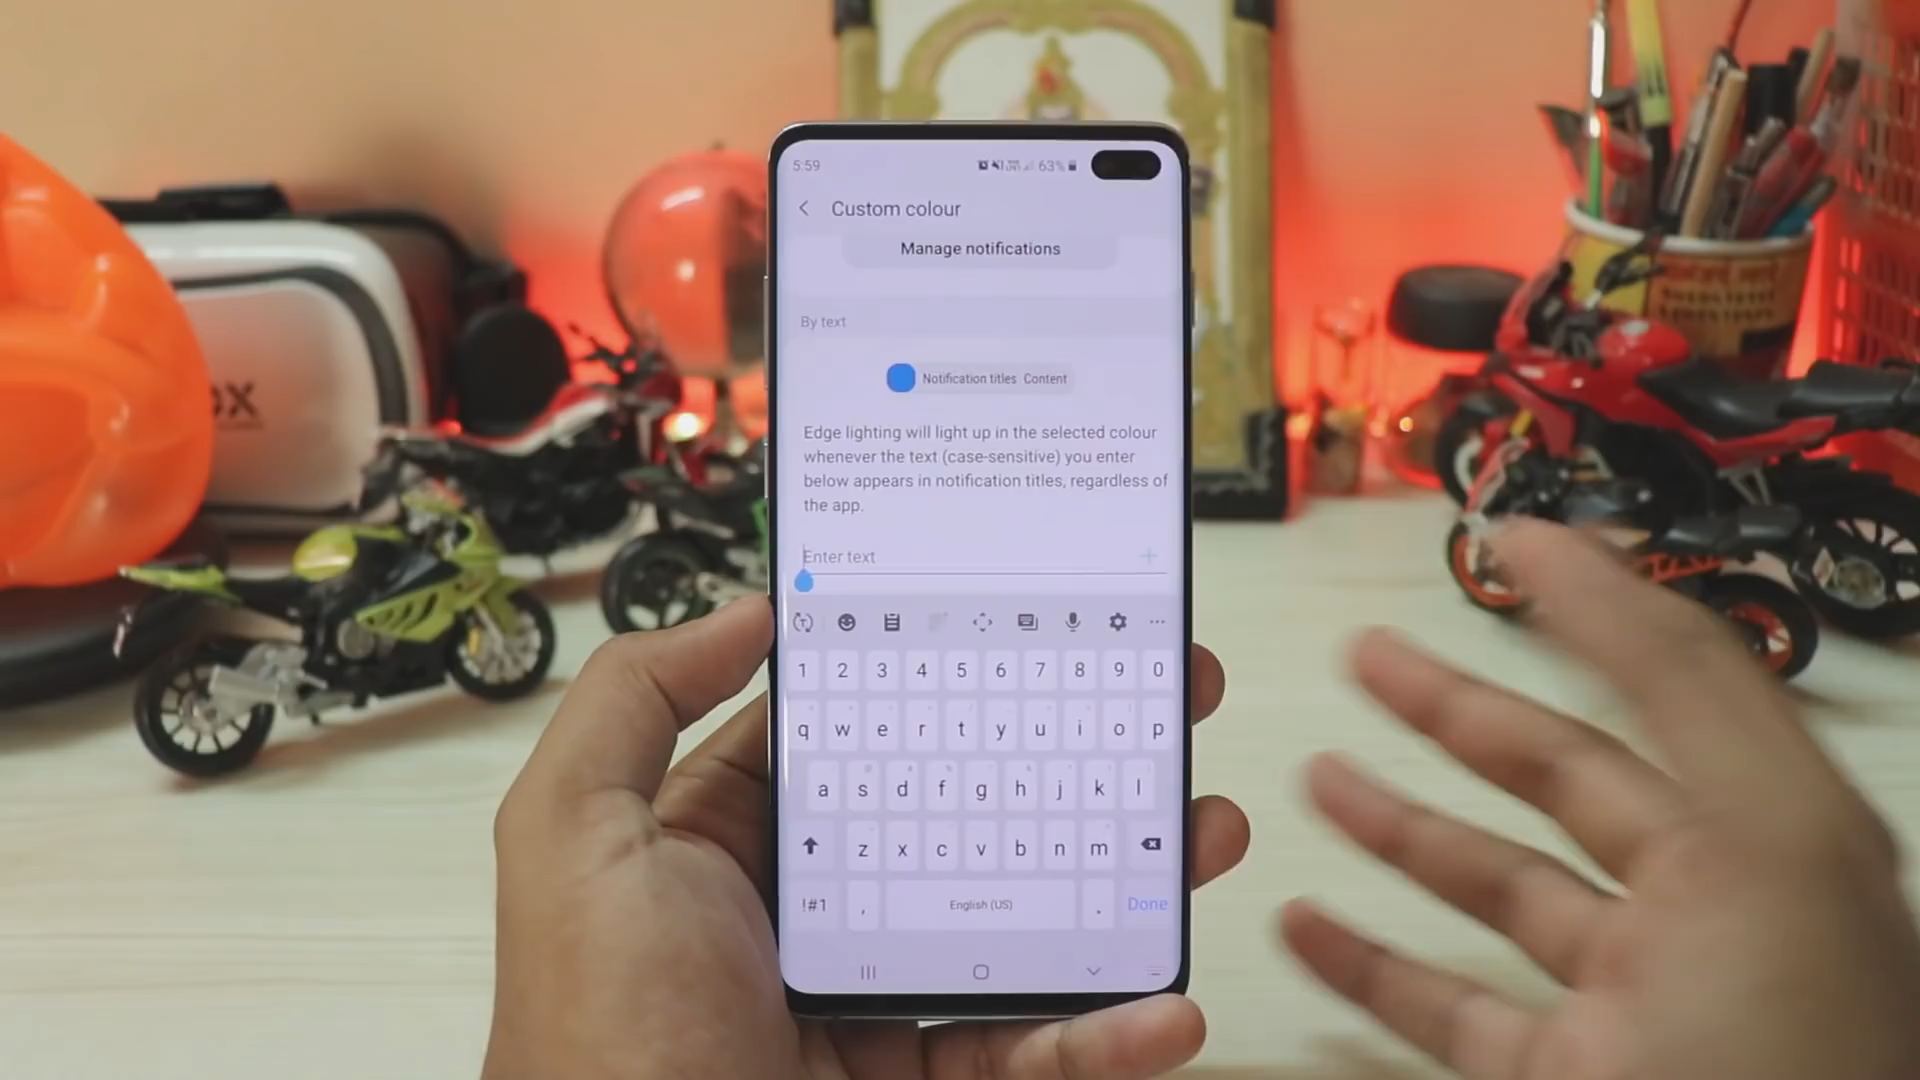 5:59
63%
Custom colour
Manage notifications
By text
Notification titles Content
Edge lighting will light up in the selected colour
whenever the text (case-sensitive) you enter
below appears in notification titles, regardless of
the app.
Enter text
1 2 3 4 5 6 7 8 9 0
q w e r t y u i o p
a s d f g h j k l
z x c v b n m
!#1 , English (US) . Done